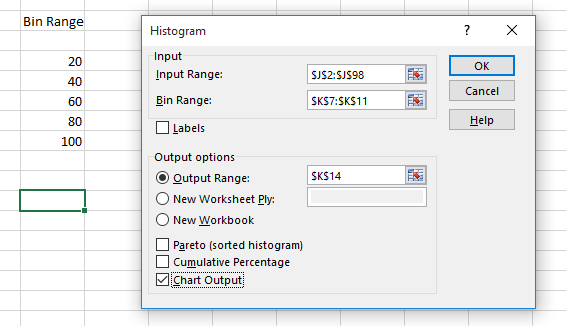 Bin Range
20
40
60
80
100
Histogram
?
Input
Input Range:
$J$2:$J$98
Bin Range:
$K$7:$K$11
Labels
OK
Cancel
Help
Output options
Output Range:
$K$14
New Worksheet Ply:
New Workbook
Pareto (sorted histogram)
Cumulative Percentage
Chart Output